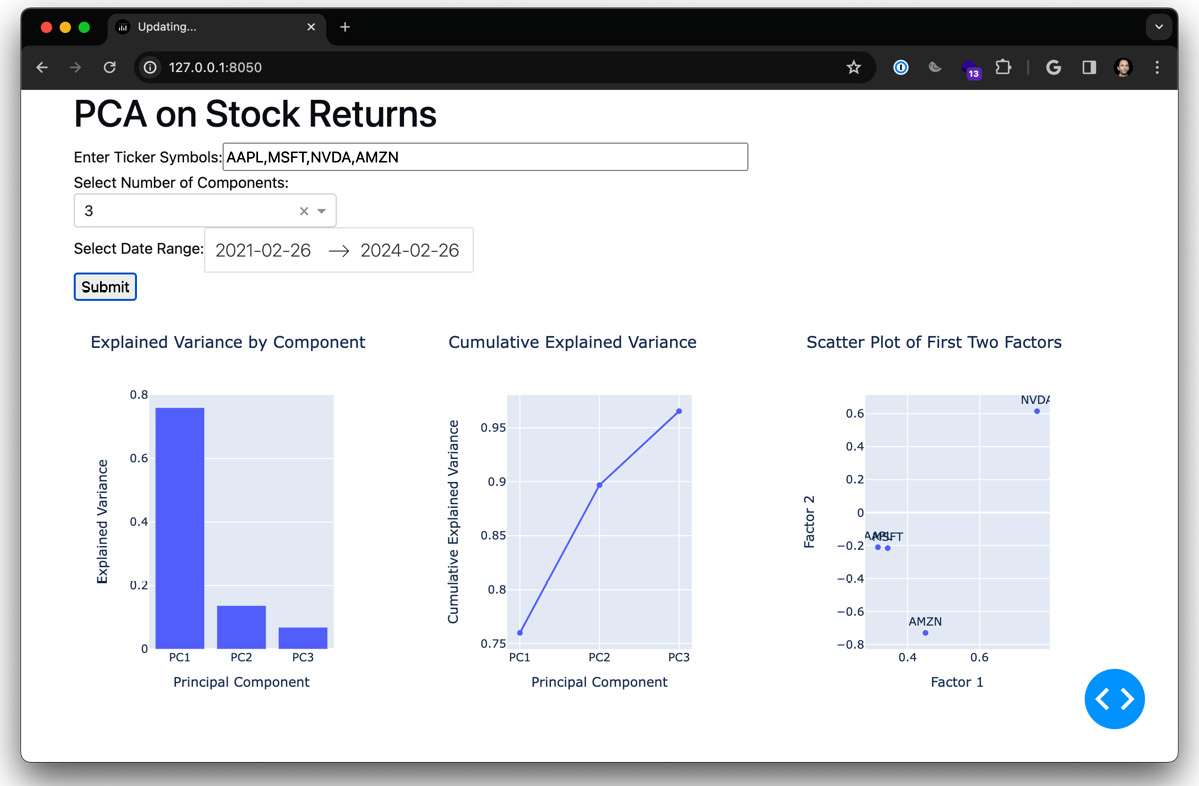 Updating...
127.0.0.1:8050
13
PCA on Stock Returns
Enter Ticker Symbols: AAPL,MSFT,NVDA,AMZN
Select Number of Components:
3
Select Date Range: 2021-02-26 → 2024-02-26
Submit
Explained Variance by Component
0.8
0.6
0.4
0.2
0
Explained Variance
PC1 PC2 PC3
Principal Component
Cumulative Explained Variance
0.95
0.9
0.85
0.8
0.75
Cumulative Explained Variance
PC1 PC2 PC3
Principal Component
Scatter Plot of First Two Factors
NVDA
0.6
0.4
0.2
0
−0.2
−0.4
−0.6
−0.8
Factor 2
AAPL
MSFT
AMZN
0.4 0.6
Factor 1